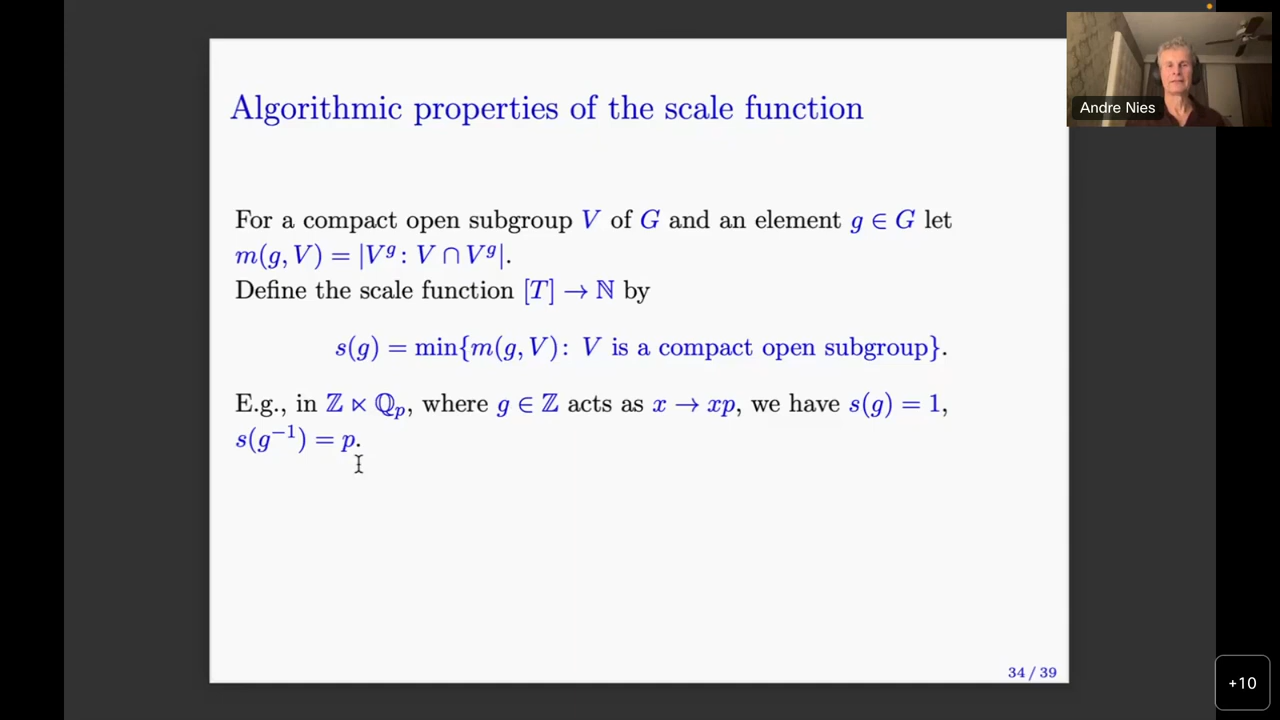 Algorithmic properties of the scale function
Andre Nies
For a compact open subgroup V of G and an element g ∈ G let
m(g, V) = |V^g : V ∩ V^g|.
Define the scale function [T] → ℕ by
s(g) = min{m(g, V) : V is a compact open subgroup}.
E.g., in ℤ ⋉ ℚ_p, where g ∈ ℤ acts as x → xp, we have s(g) = 1,
s(g^{-1}) = p.
34 / 39
+10